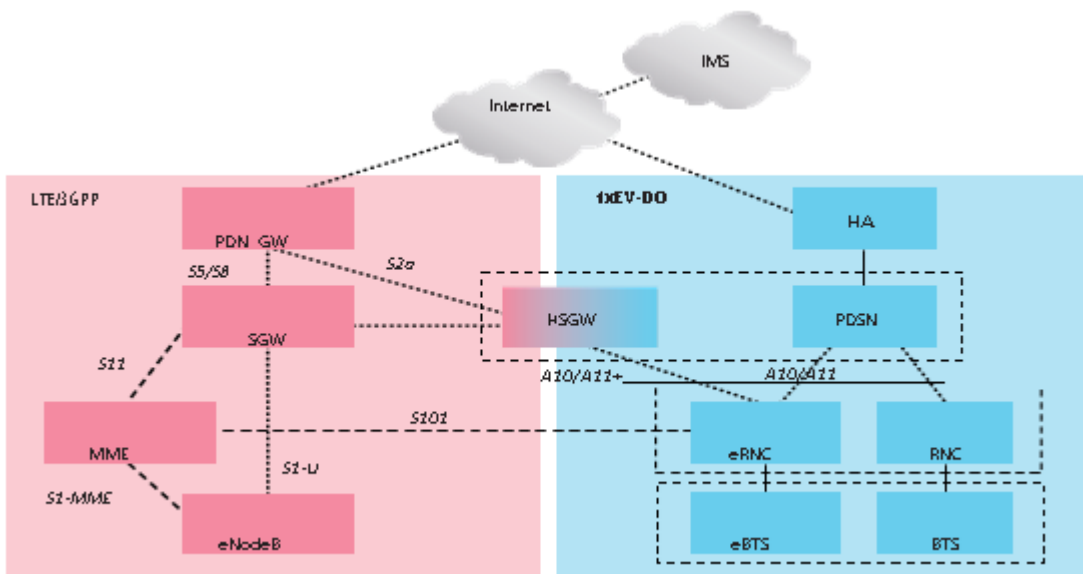 IMS
Internet
LTE/3GPP
1xEV-DO
PDN GW
HA
S5/S8
S2a
SGW
HSGW
PDSN
S11
A10/A11+
A10/A11
S101
MME
eRNC
RNC
S1-U
S1-MME
eNodeB
eBTS
BTS